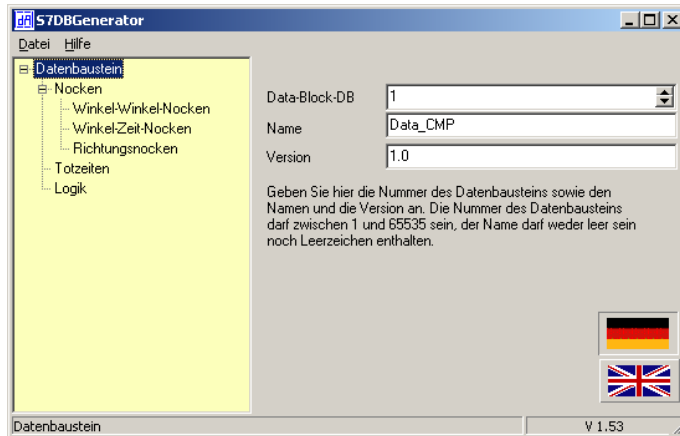 S7DBGenerator
Datei Hilfe
Datenbaustein
Nocken
Winkel-Winkel-Nocken
Winkel-Zeit-Nocken
Richtungsnocken
Totzeiten
Logik
Data-Block-DB 1
Name Data_CMP
Version 1.0
Geben Sie hier die Nummer des Datenbausteins sowie den
Namen und die Version an. Die Nummer des Datenbausteins
darf zwischen 1 und 65535 sein, der Name darf weder leer sein
noch Leerzeichen enthalten.
Datenbaustein V 1.53